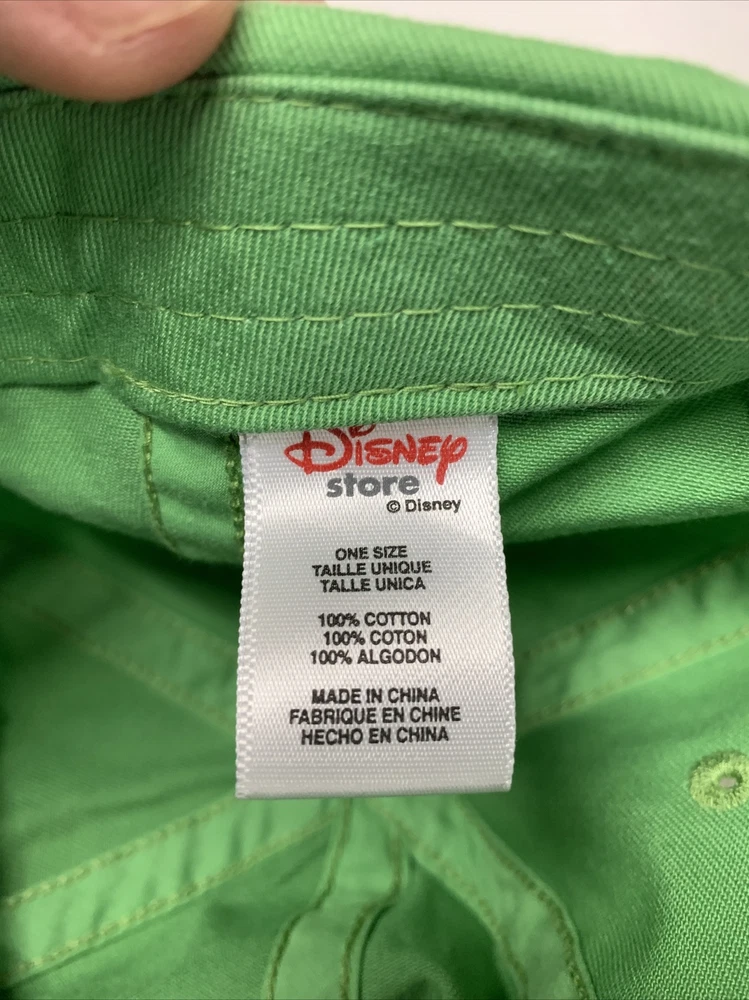 Disney
store
© Disney
ONE SIZE
TAILLE UNIQUE
TALLE UNICA
100% COTTON
100% COTON
100% ALGODON
MADE IN CHINA
FABRIQUE EN CHINE
HECHO EN CHINA